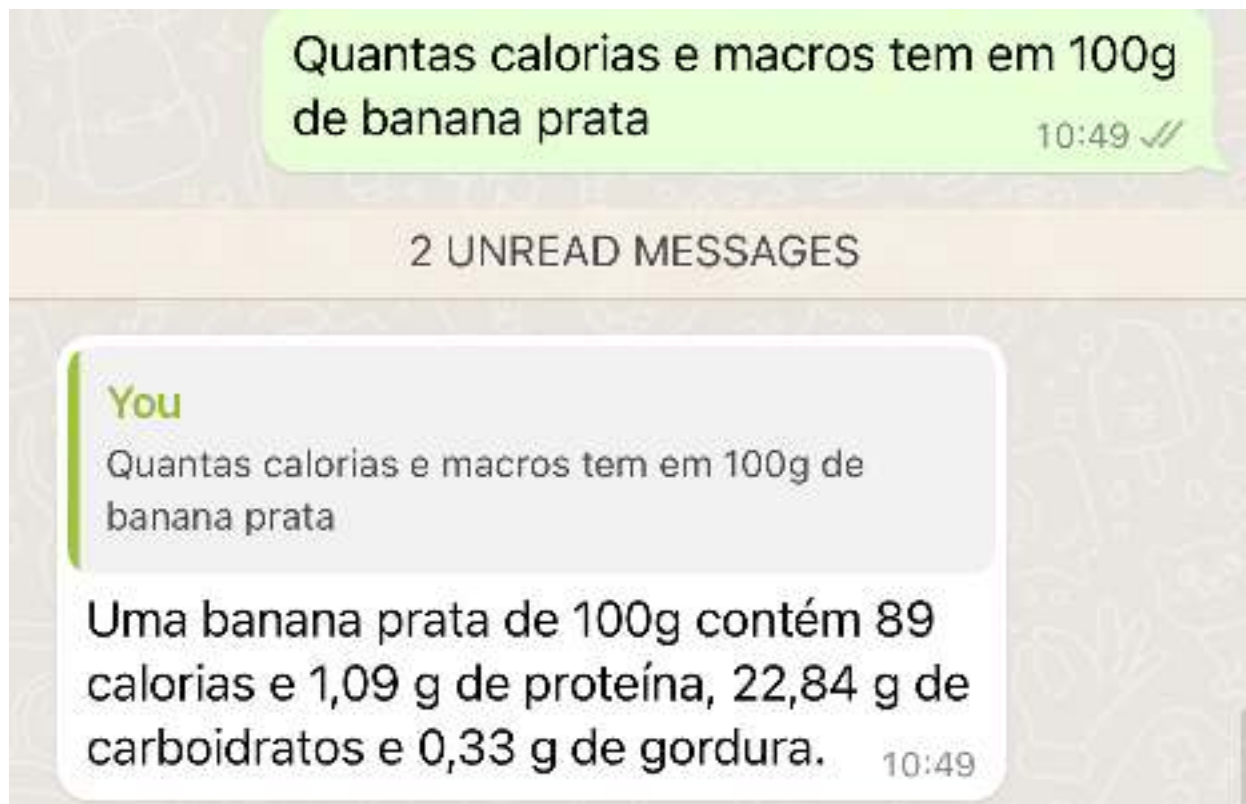 Quantas calorias e macros tem em 100g
de banana prata
10:49
2 UNREAD MESSAGES
You
Quantas calorias e macros tem em 100g de
banana prata
Uma banana prata de 100g contém 89
calorias e 1,09 g de proteína, 22,84 g de
carboidratos e 0,33 g de gordura.
10:49